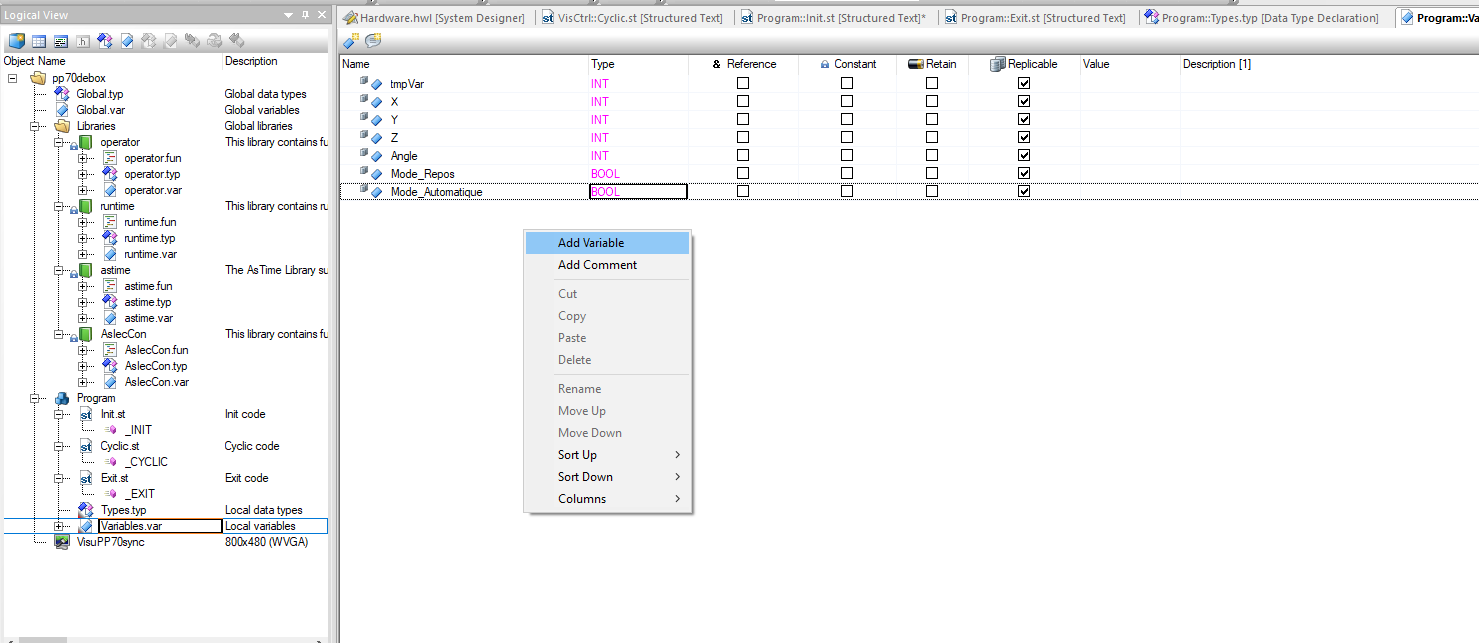 Logical View
Hardware.hwl [System Designer] VisCtrl::Cyclic.st [Structured Text] Program::Init.st [Structured Text]* Program::Exit.st [Structured Text] Program::Types.typ [Data Type Declaration] Program::Va
Object Name Description
pp70debox
Global.typ Global data types
Global.var Global variables
Libraries Global libraries
operator This library contains fu
operator.fun
operator.typ
operator.var
runtime This library contains ru
runtime.fun
runtime.typ
runtime.var
astime The AsTime Library su
astime.fun
astime.typ
astime.var
AsIecCon This library contains fu
AsIecCon.fun
AsIecCon.typ
AsIecCon.var
Program
Init.st Init code
_INIT
Cyclic.st Cyclic code
_CYCLIC
Exit.st Exit code
_EXIT
Types.typ Local data types
Variables.var Local variables
VisuPP70sync 800x480 (WVGA)
Name Type & Reference Constant Retain Replicable Value Description [1]
tmpVar INT
X INT
Y INT
Z INT
Angle INT
Mode_Repos BOOL
Mode_Automatique BOOL
Add Variable
Add Comment
Cut
Copy
Paste
Delete
Rename
Move Up
Move Down
Sort Up
Sort Down
Columns